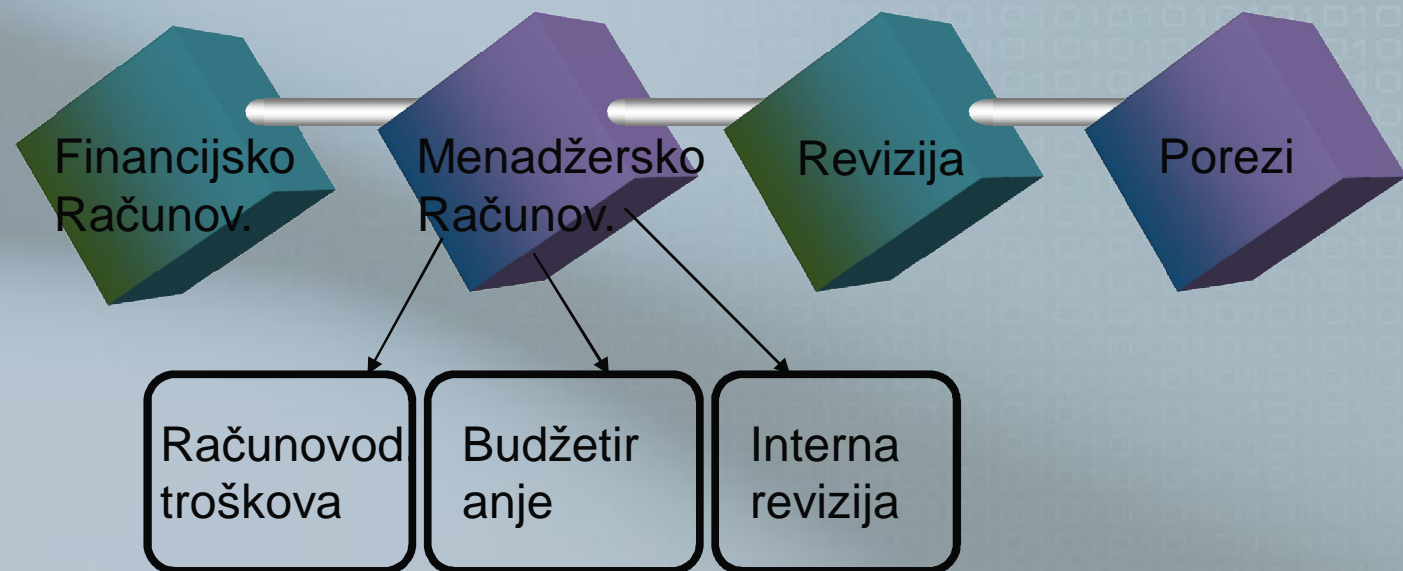 Financijsko
Računov.
Menadžersko
Računov.
Revizija
Porezi
Računovod.
troškova
Budžetir
anje
Interna
revizija